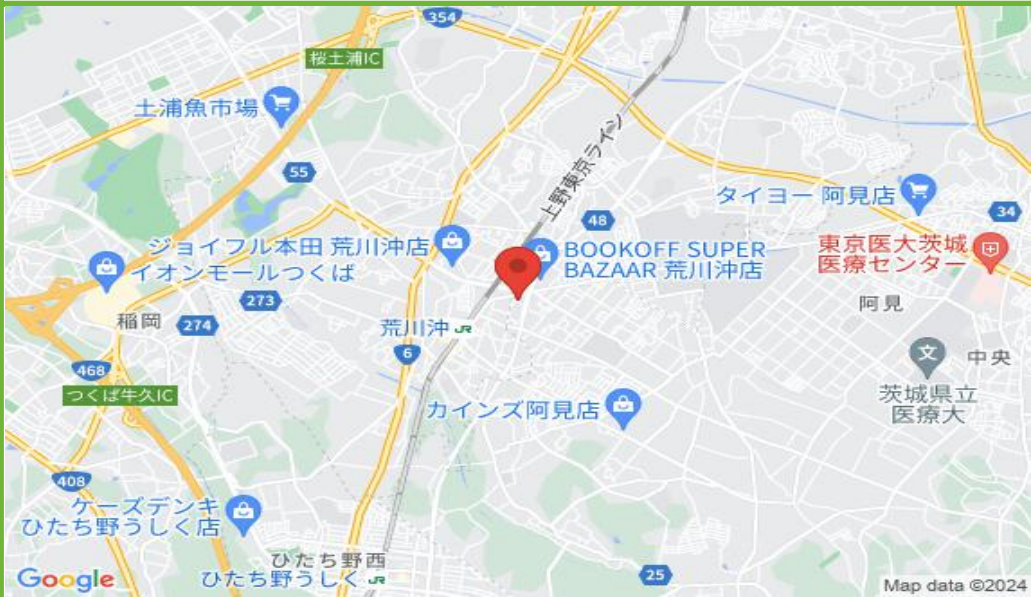 354
桜土浦IC
土浦魚市場
55
上野東京ライン
タイヨー 阿見店
48
34
ジョイフル本田 荒川沖店
イオンモールつくば
BOOKOFF SUPER
BAZAAR 荒川沖店
東京医大茨城
医療センター
273
阿見
稲岡
274
荒川沖 JR
6
中央
468
つくば牛久IC
茨城県立
医療大
カインズ阿見店
408
ケーズデンキ
ひたち野うしく店
ひたち野西
ひたち野うしく JR
25
Google
Map data ©2024